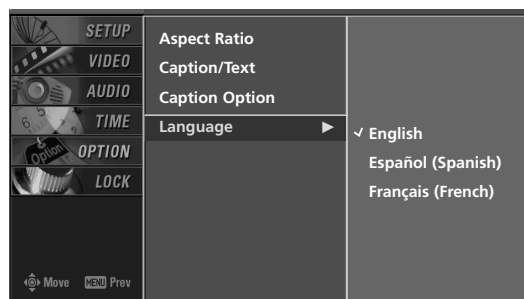 SETUP
VIDEO
AUDIO
TIME
OPTION
LOCK
Move MENU Prev
Aspect Ratio
Caption/Text
Caption Option
Language ►
✓ English
Español (Spanish)
Français (French)